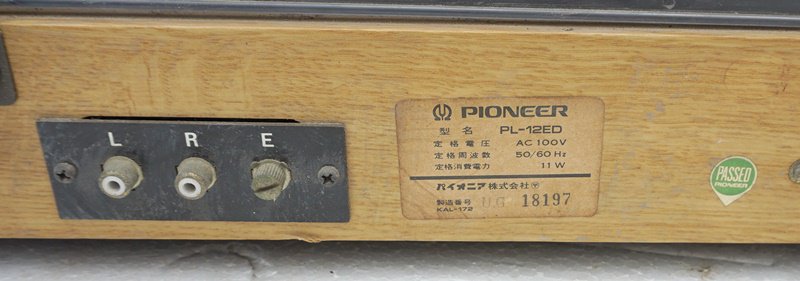 L R E
PIONEER
型名 PL-12ED
定格電圧 AC 100V
定格周波数 50/60 Hz
定格消費電力 11 W
パイオニア株式会社
製造番号 18197
KAL-172
PASSED
PIONEER